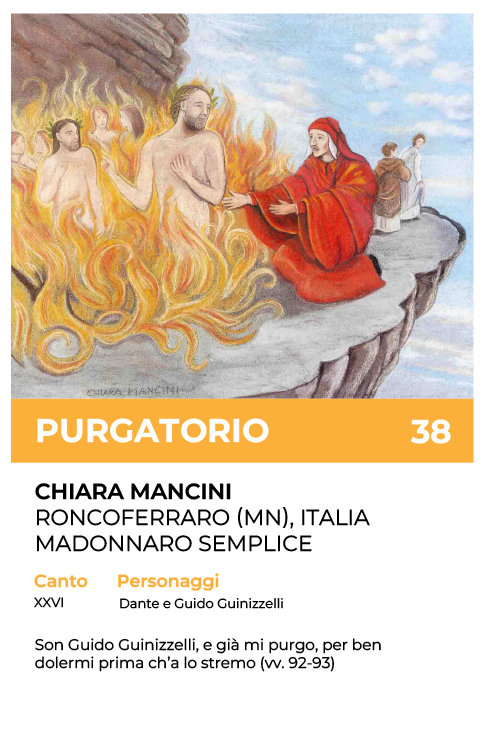 CHIARA MANCINI
PURGATORIO 38
CHIARA MANCINI
RONCOFERRARO (MN), ITALIA
MADONNARO SEMPLICE
Canto Personaggi
XXVI Dante e Guido Guinizzelli
Son Guido Guinizzelli, e già mi purgo, per ben
dolermi prima ch'a lo stremo (vv. 92-93)